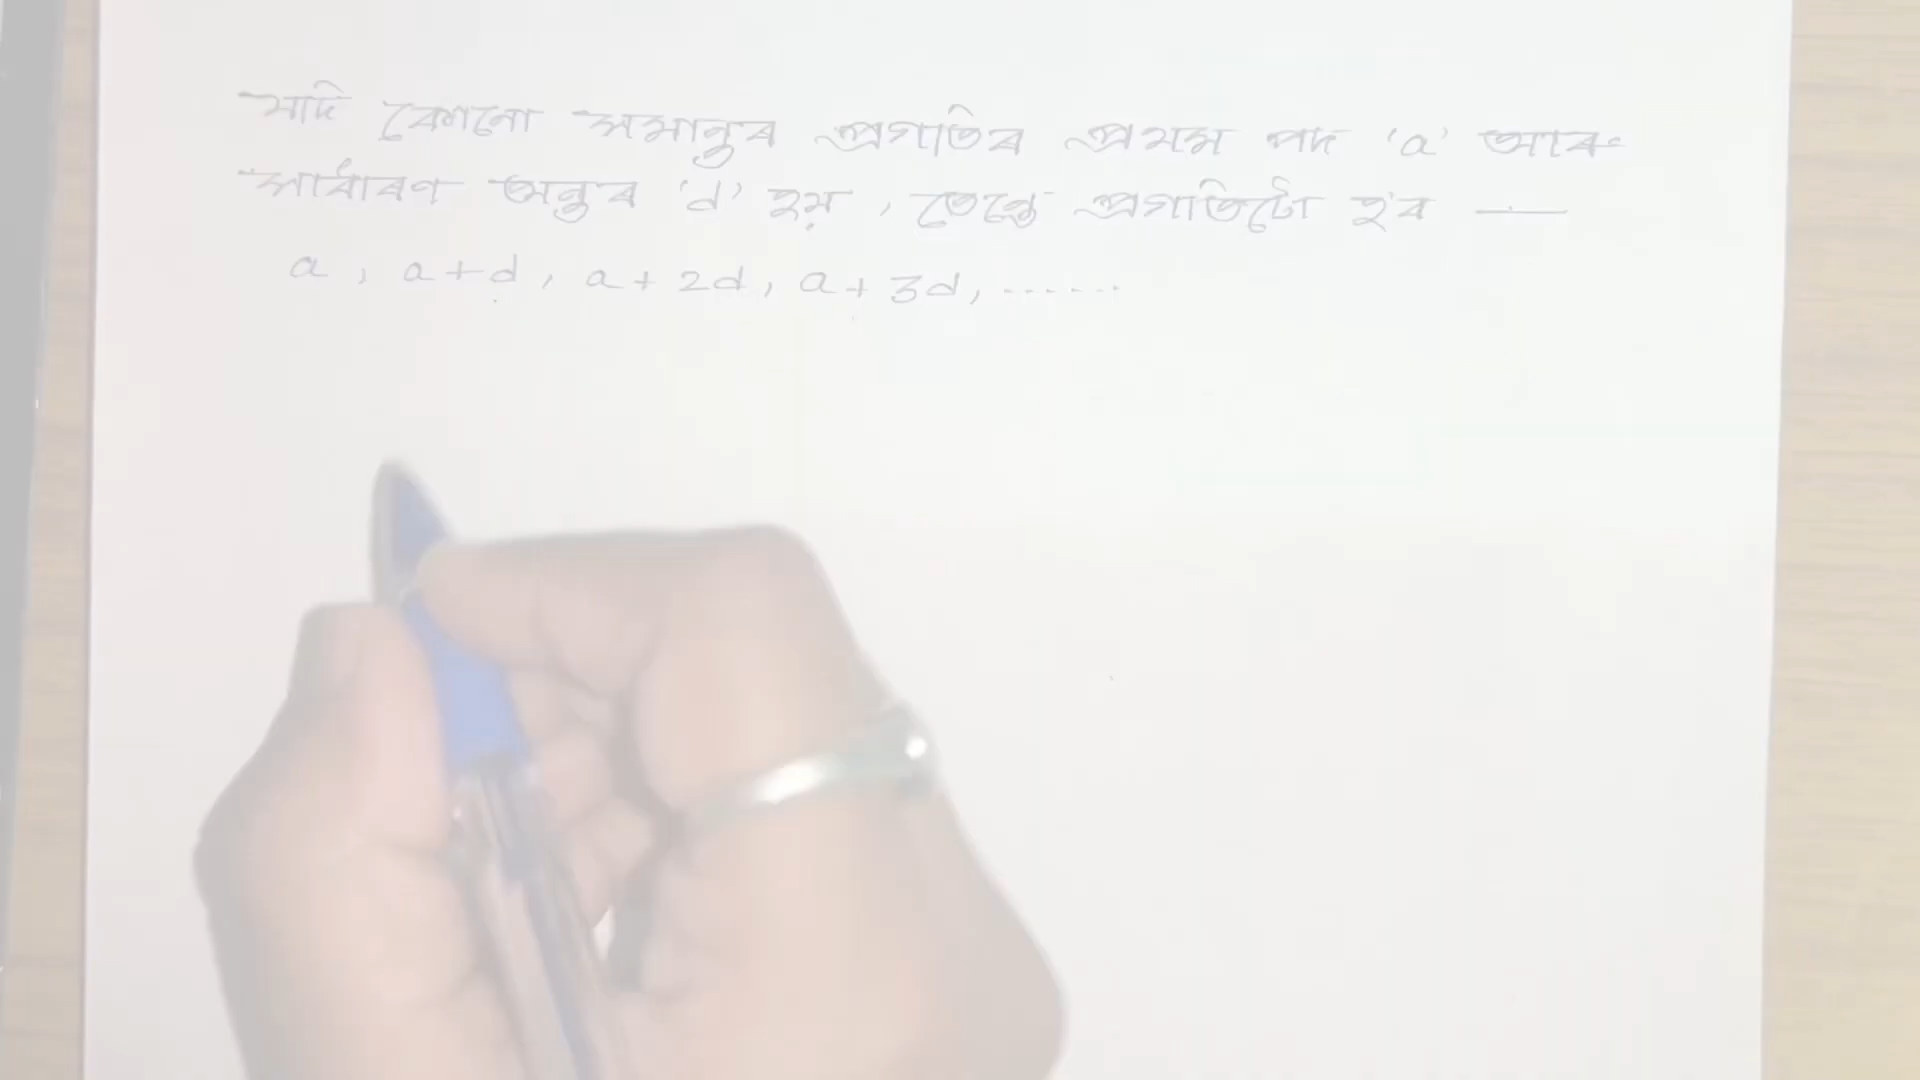 যদি কোনো সমান্তৰ প্ৰগতিৰ প্ৰথম পদ 'a' আৰু
সাধাৰণ অন্তৰ 'd' হয়, তেন্তে প্ৰগতিটো হ'ব —
a, a+d, a+2d, a+3d, ......